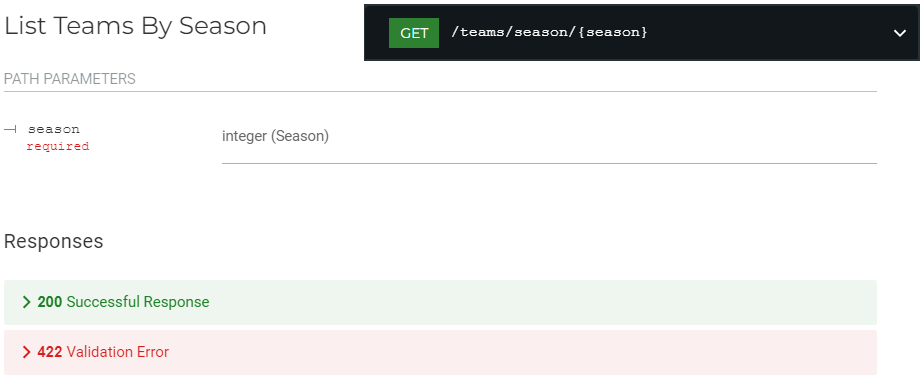 List Teams By Season
GET /teams/season/{season}
PATH PARAMETERS
season
required
integer (Season)
Responses
200 Successful Response
422 Validation Error